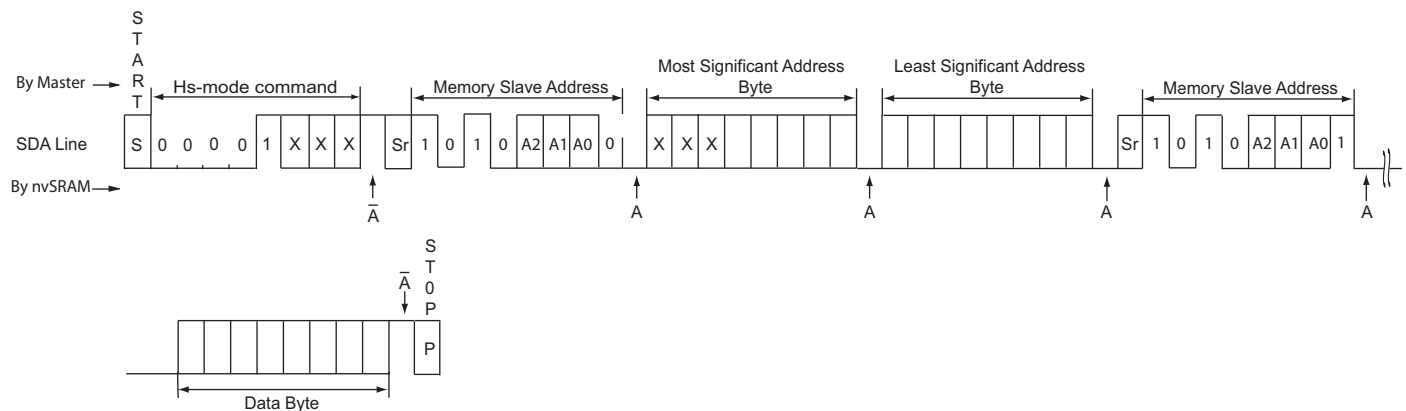 START
By Master
Hs-mode command
Memory Slave Address
Most Significant Address
Byte
Least Significant Address
Byte
Memory Slave Address
SDA Line
S 0 0 0 0 1 X X X Sr 1 0 1 0 A2 A1 A0 0 X X X Sr 1 0 1 0 A2 A1 A0 1
By nvSRAM
A̅ A A A A
ST0P
A̅
P
Data Byte